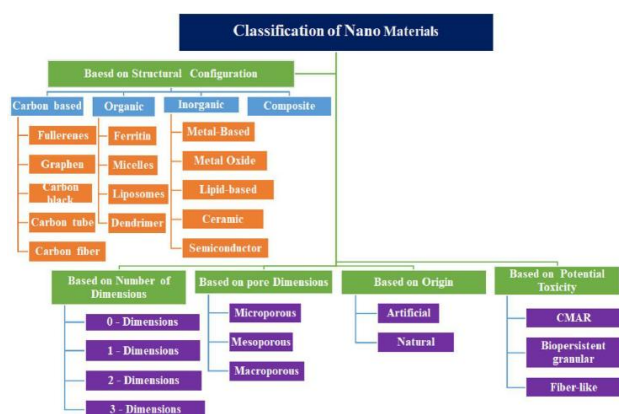 Classification of Nano Materials
Baesd on Structural Configuration
Carbon based
Organic
Inorganic
Composite
Fullerenes
Graphen
Carbon
black
Carbon tube
Carbon fiber
Ferritin
Micelles
Liposomes
Dendrimer
Metal-Based
Metal Oxide
Lipid-based
Ceramic
Semiconductor
Based on Number of
Dimensions
0 - Dimensions
1 - Dimensions
2 - Dimensions
3 - Dimensions
Based on pore Dimensions
Microporous
Mesoporous
Macroporous
Based on Origin
Artificial
Natural
Based on Potential
Toxicity
CMAR
Biopersistent
granular
Fiber-like